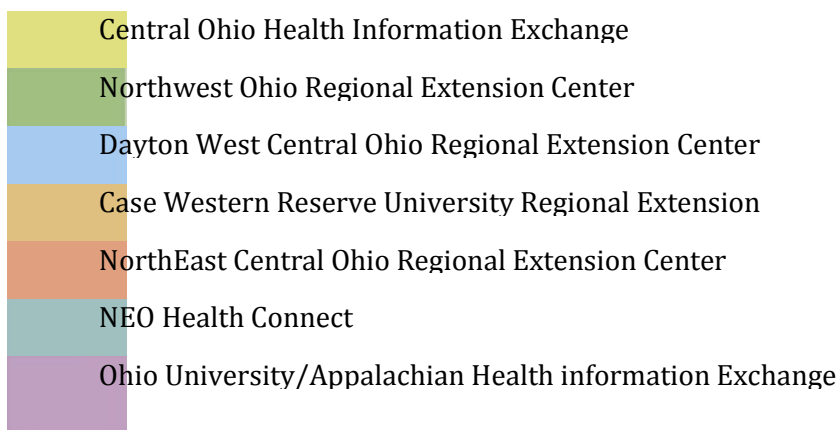 Central Ohio Health Information Exchange
Northwest Ohio Regional Extension Center
Dayton West Central Ohio Regional Extension Center
Case Western Reserve University Regional Extension
NorthEast Central Ohio Regional Extension Center
NEO Health Connect
Ohio University/Appalachian Health information Exchange